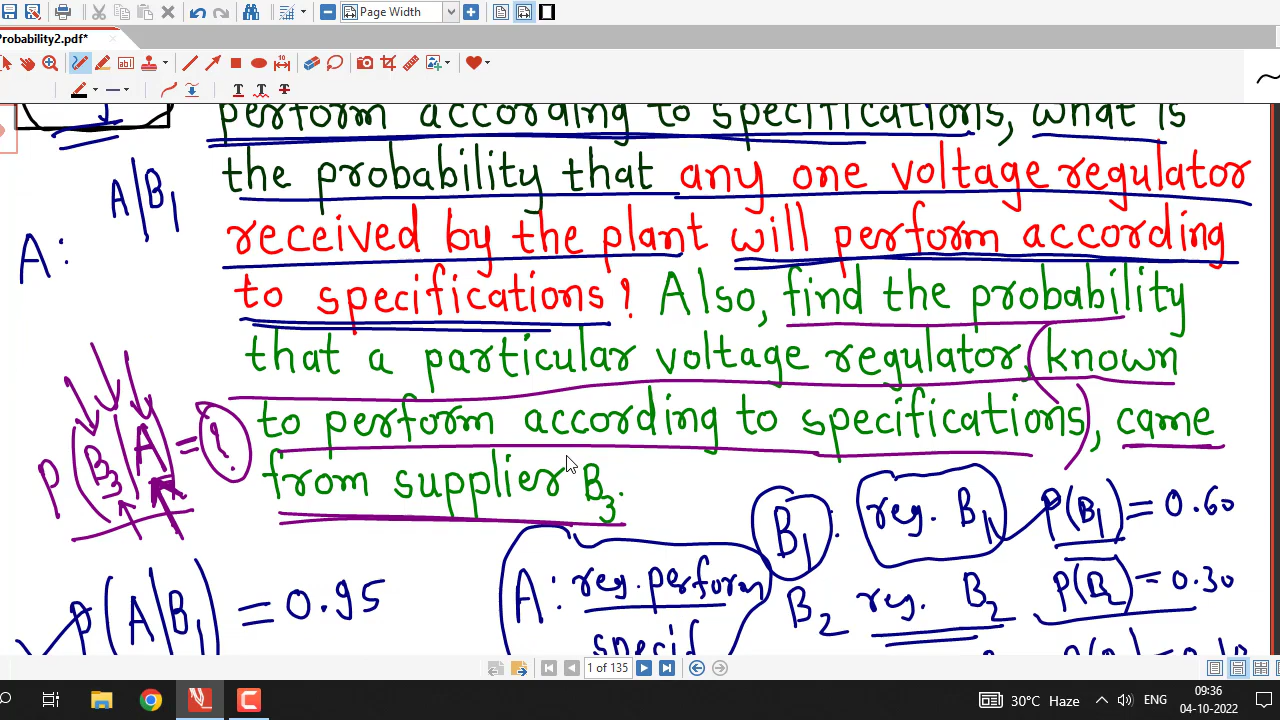 Page Width
Probability2.pdf*
perform according to specifications, what is
the probability that any one voltage regulator
received by the plant will perform according
to specifications? Also, find the probability
that a particular voltage regulator, known
to perform according to specifications, came
from supplier B3.
A|B1
A:
P(B3|A) = ?
B1: reg. B1 P(B1) = 0.60
A: reg. perform
B2 reg. B2 P(B2) = 0.30
P(A|B1) = 0.95
specif
1 of 135
30°C Haze
ENG
09:36
04-10-2022